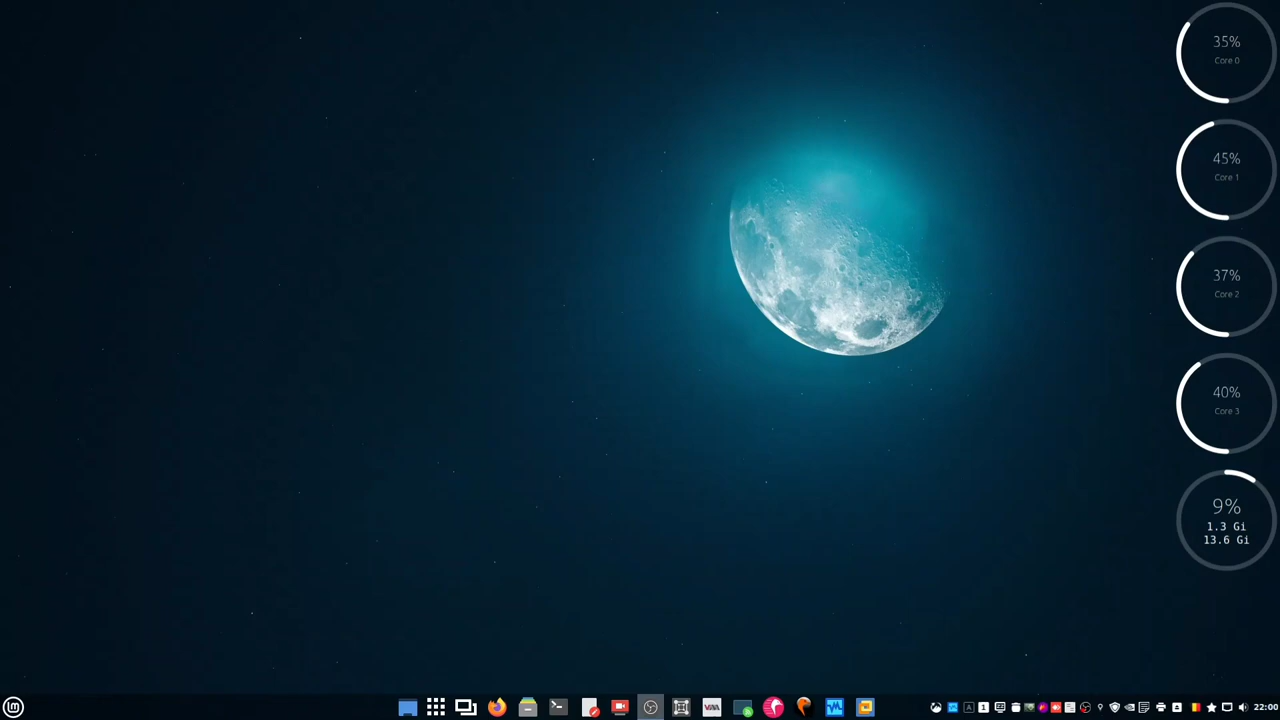 35%
Core 0
45%
Core 1
37%
Core 2
40%
Core 3
9%
1.3 Gi
13.6 Gi
22:00